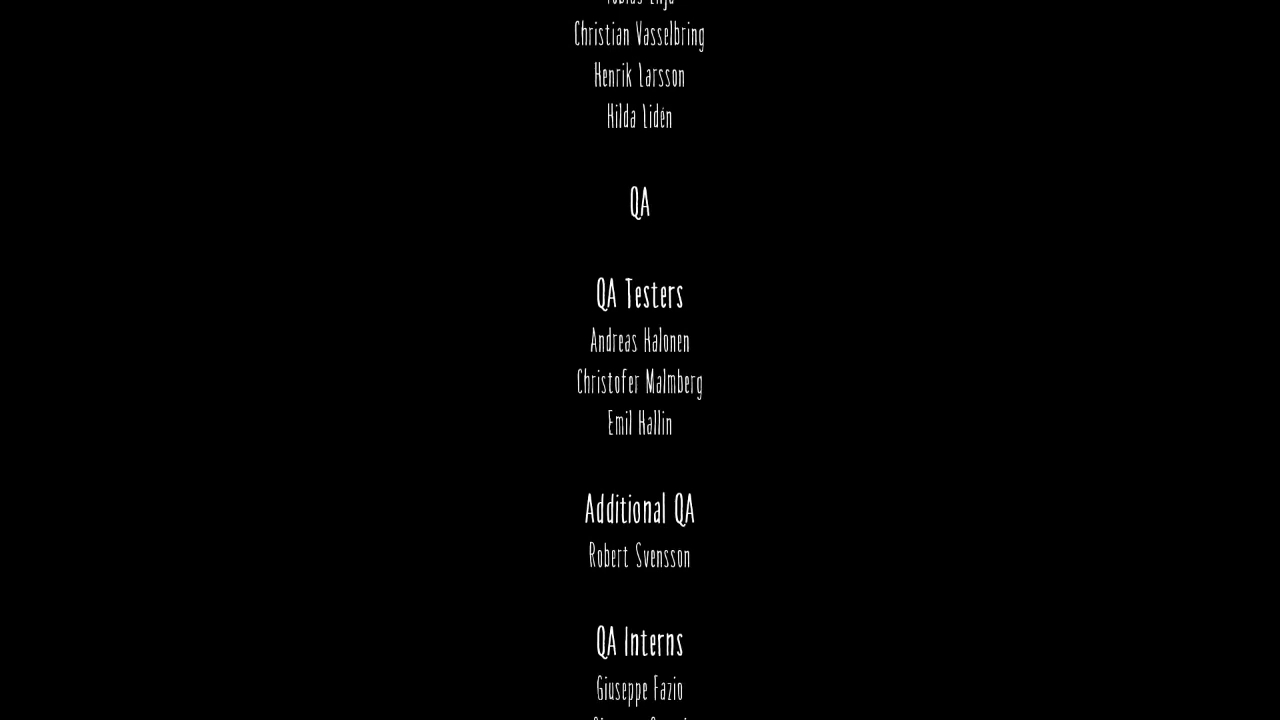 Christian Vasselbring
Henrik Larsson
Hilda Lidén
QA
QA Testers
Andreas Halonen
Christofer Malmberg
Emil Hallin
Additional QA
Robert Svensson
QA Interns
Giuseppe Fazio